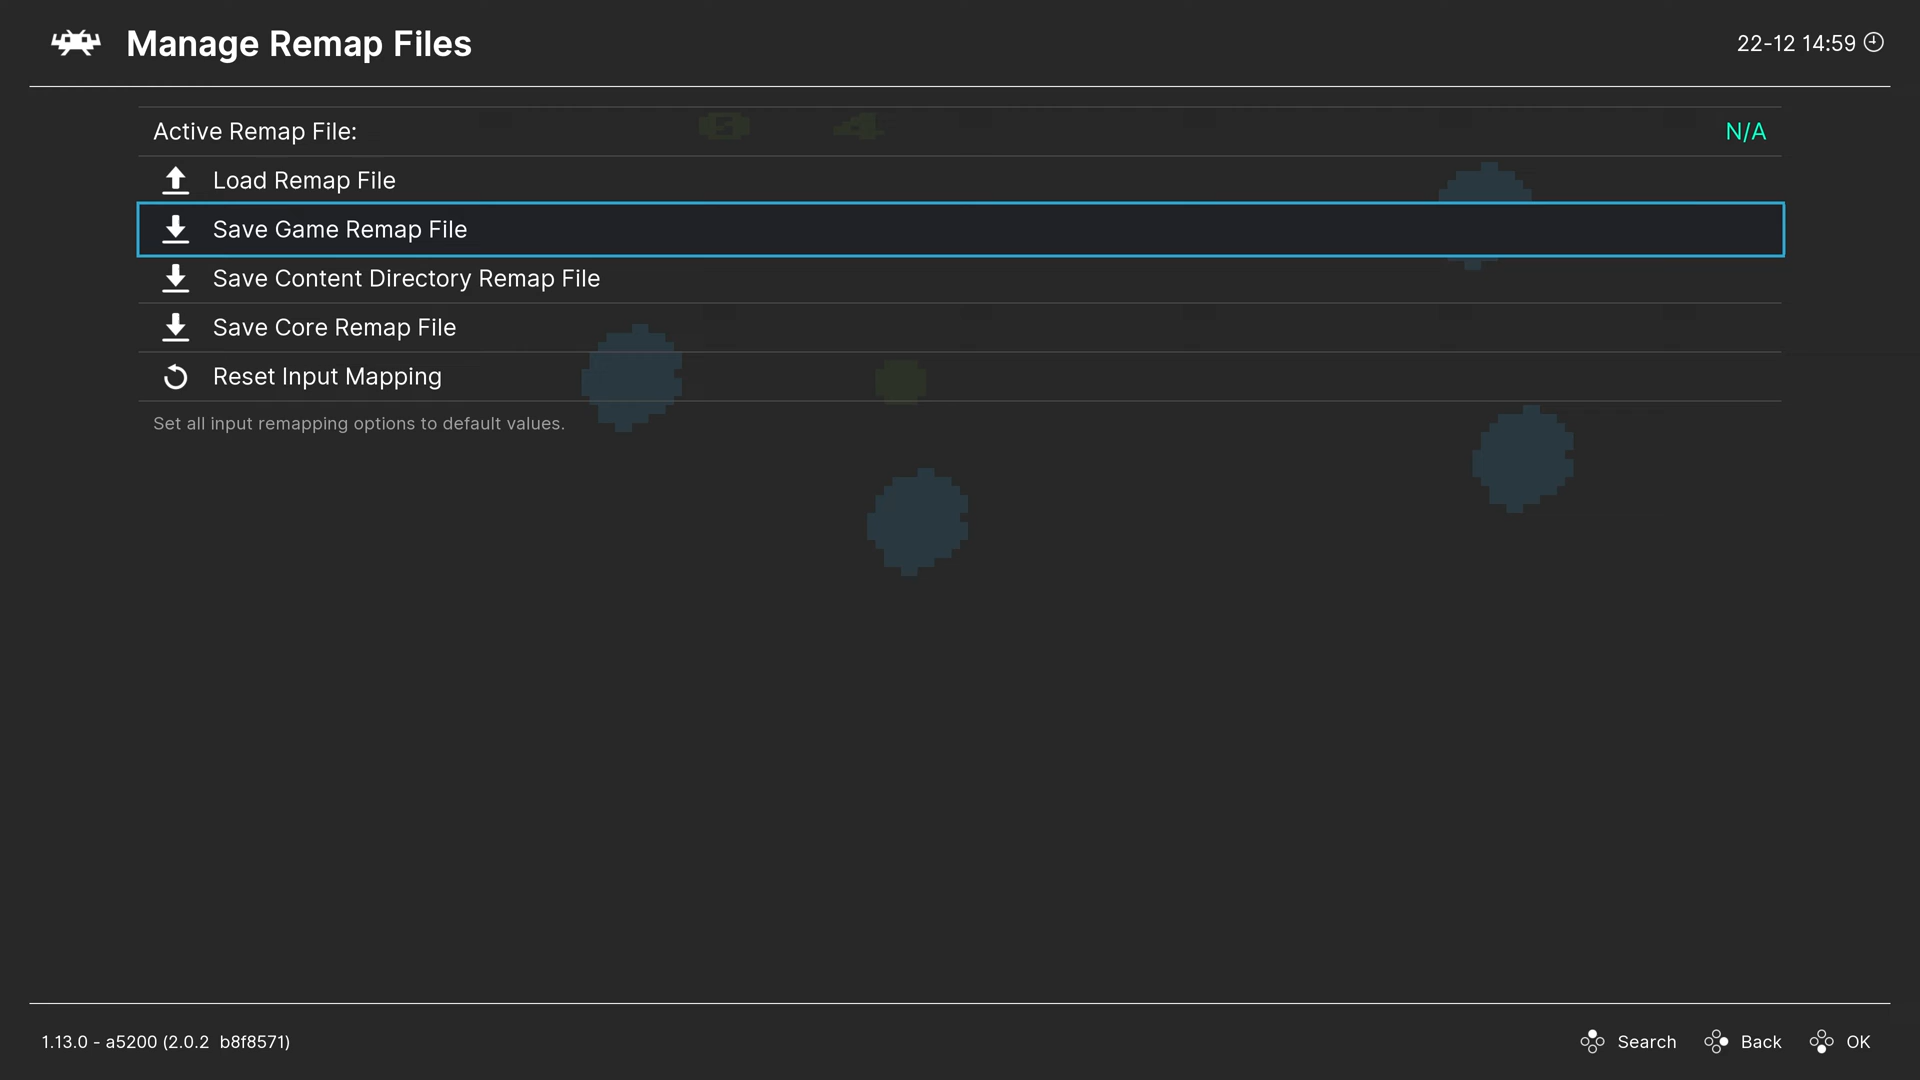 Manage Remap Files
22-12 14:59
Active Remap File:
N/A
Load Remap File
Save Game Remap File
Save Content Directory Remap File
Save Core Remap File
Reset Input Mapping
Set all input remapping options to default values.
1.13.0 - a5200 (2.0.2 b8f8571)
Search
Back
OK